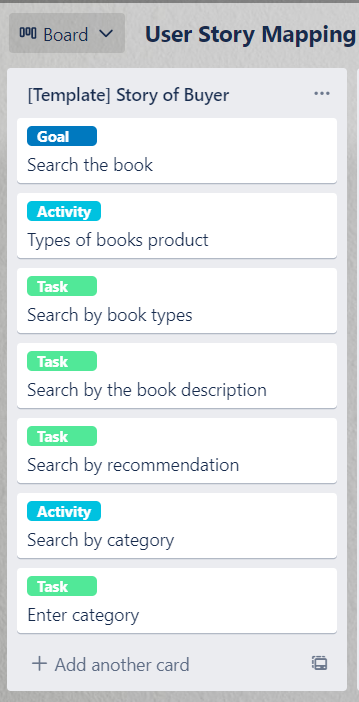 Board
User Story Mapping
[Template] Story of Buyer
Goal
Search the book
Activity
Types of books product
Task
Search by book types
Task
Search by the book description
Task
Search by recommendation
Activity
Search by category
Task
Enter category
+ Add another card